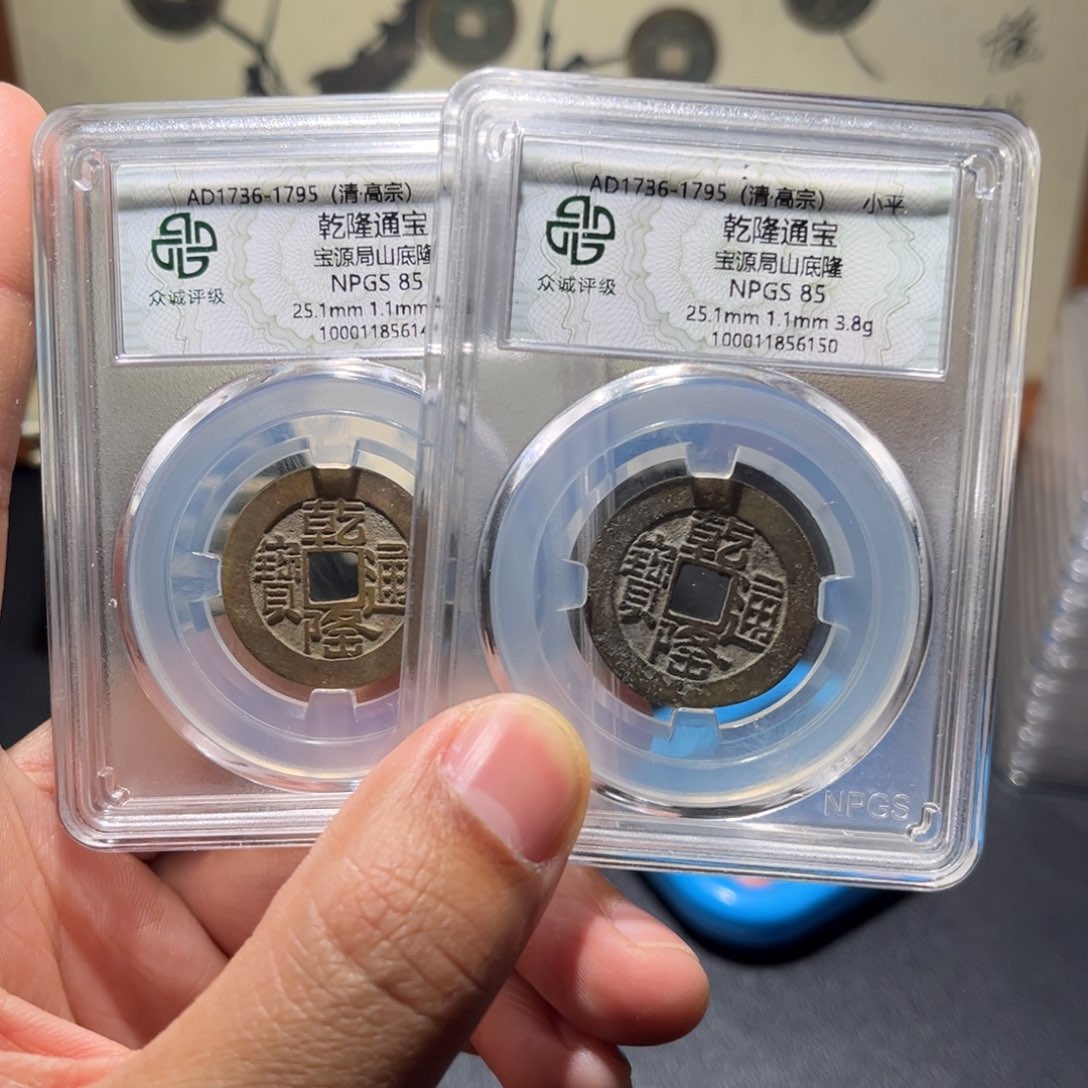 AD1736-1795 (清·高宗)
乾隆通宝
宝源局山底隆
NPGS 85
25.1mm 1.1mm
10001185614
众诚评级
乾隆通寶
AD1736-1795 (清·高宗) 小平
乾隆通宝
宝源局山底隆
NPGS 85
25.1mm 1.1mm 3.8g
100011856150
众诚评级
乾隆通寶
NPGS